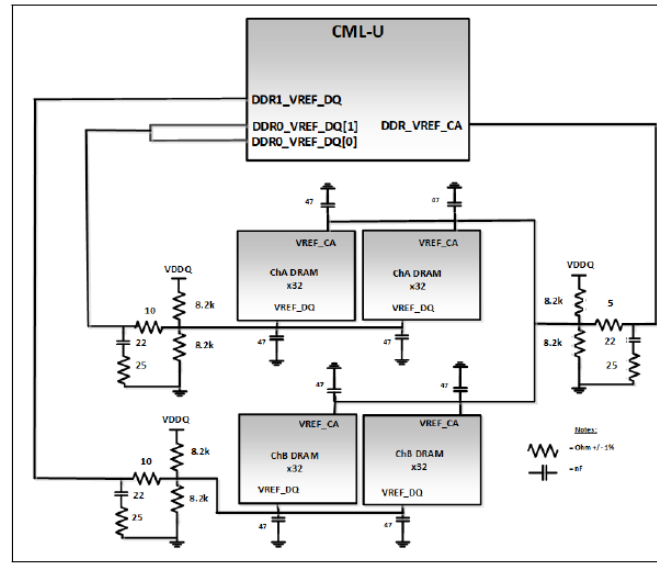 CML-U
DDR1_VREF_DQ
DDR0_VREF_DQ[1]
DDR_VREF_CA
DDR0_VREF_DQ[0]
47
47
VREF_CA
VREF_CA
VDDQ
ChA DRAM
x32
ChA DRAM
x32
VDDQ
8.2k
10
VREF_DQ
VREF_DQ
8.2k
5
22
8.2k
47
47
8.2k
22
25
25
47
47
VDDQ
VREF_CA
VREF_CA
Notes:
8.2k
ChB DRAM
x32
ChB DRAM
x32
- Ohm +/- 1%
10
- nF
22
8.2k
VREF_DQ
VREF_DQ
25
47
47